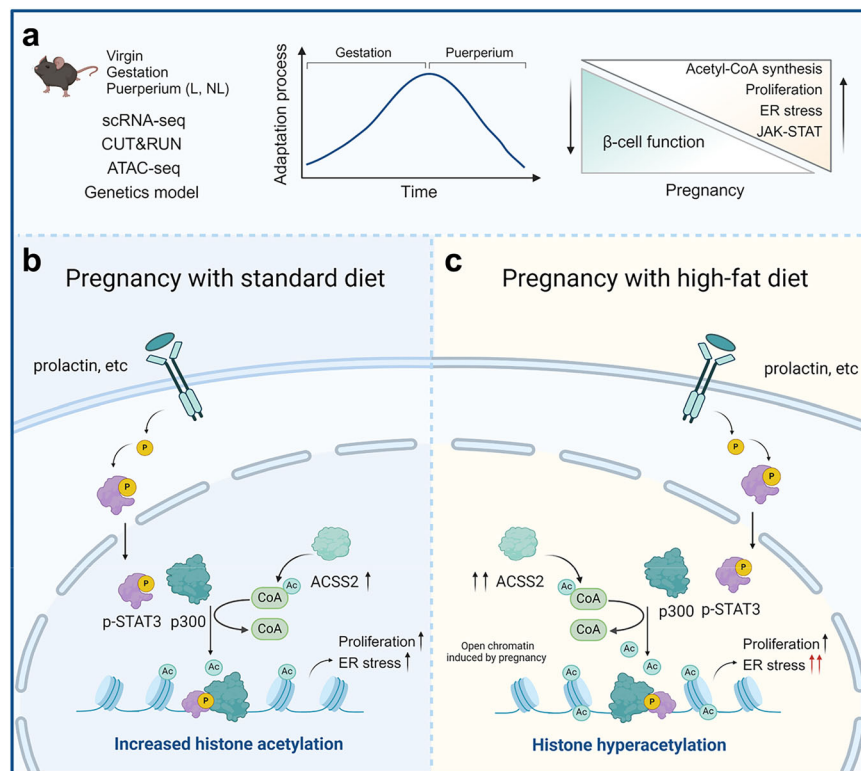 a
Virgin
Gestation
Puerperium (L, NL)
scRNA-seq
CUT&RUN
ATAC-seq
Genetics model
Adaptation process
Gestation
Puerperium
Time
Acetyl-CoA synthesis
Proliferation
ER stress
JAK-STAT
β-cell function
Pregnancy
b
Pregnancy with standard diet
prolactin, etc
P
P
P
p-STAT3
p300
ACSS2 ↑
CoA
Ac
CoA
Ac
Proliferation ↑
ER stress ↑
Ac
Ac
P
Increased histone acetylation
c
Pregnancy with high-fat diet
prolactin, etc
P
P
P
↑↑ ACSS2
Ac
CoA
CoA
p300
p-STAT3
Open chromatin
induced by pregnancy
Ac
Ac
Proliferation ↑
ER stress ↑↑
Ac
Ac
Ac
Ac
P
Histone hyperacetylation